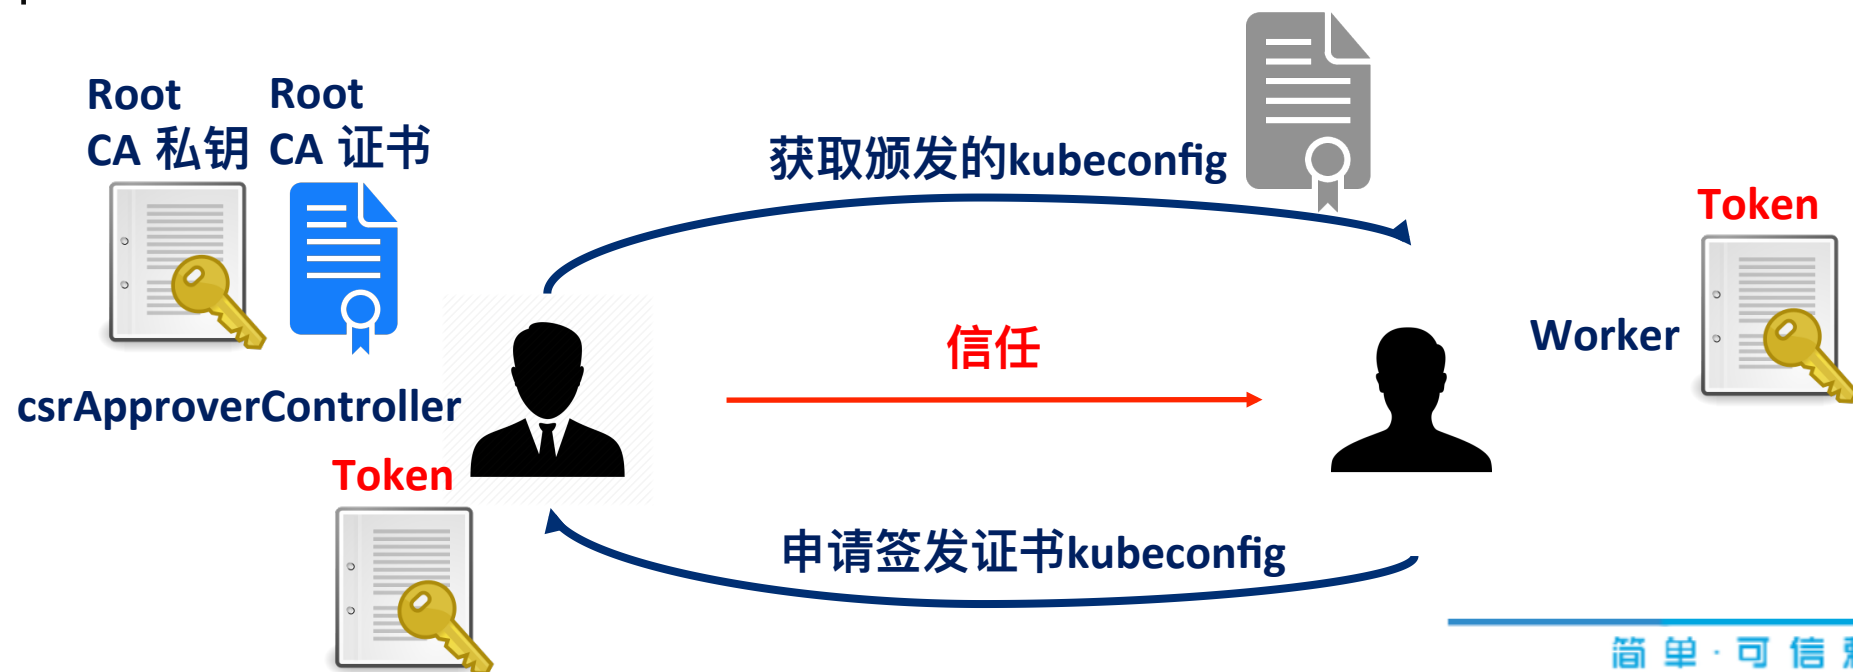 Root
CA 私钥
Root
CA 证书
获取颁发的kubeconfig
Token
信任
Worker
csrApproverController
Token
申请签发证书kubeconfig
简单·可信